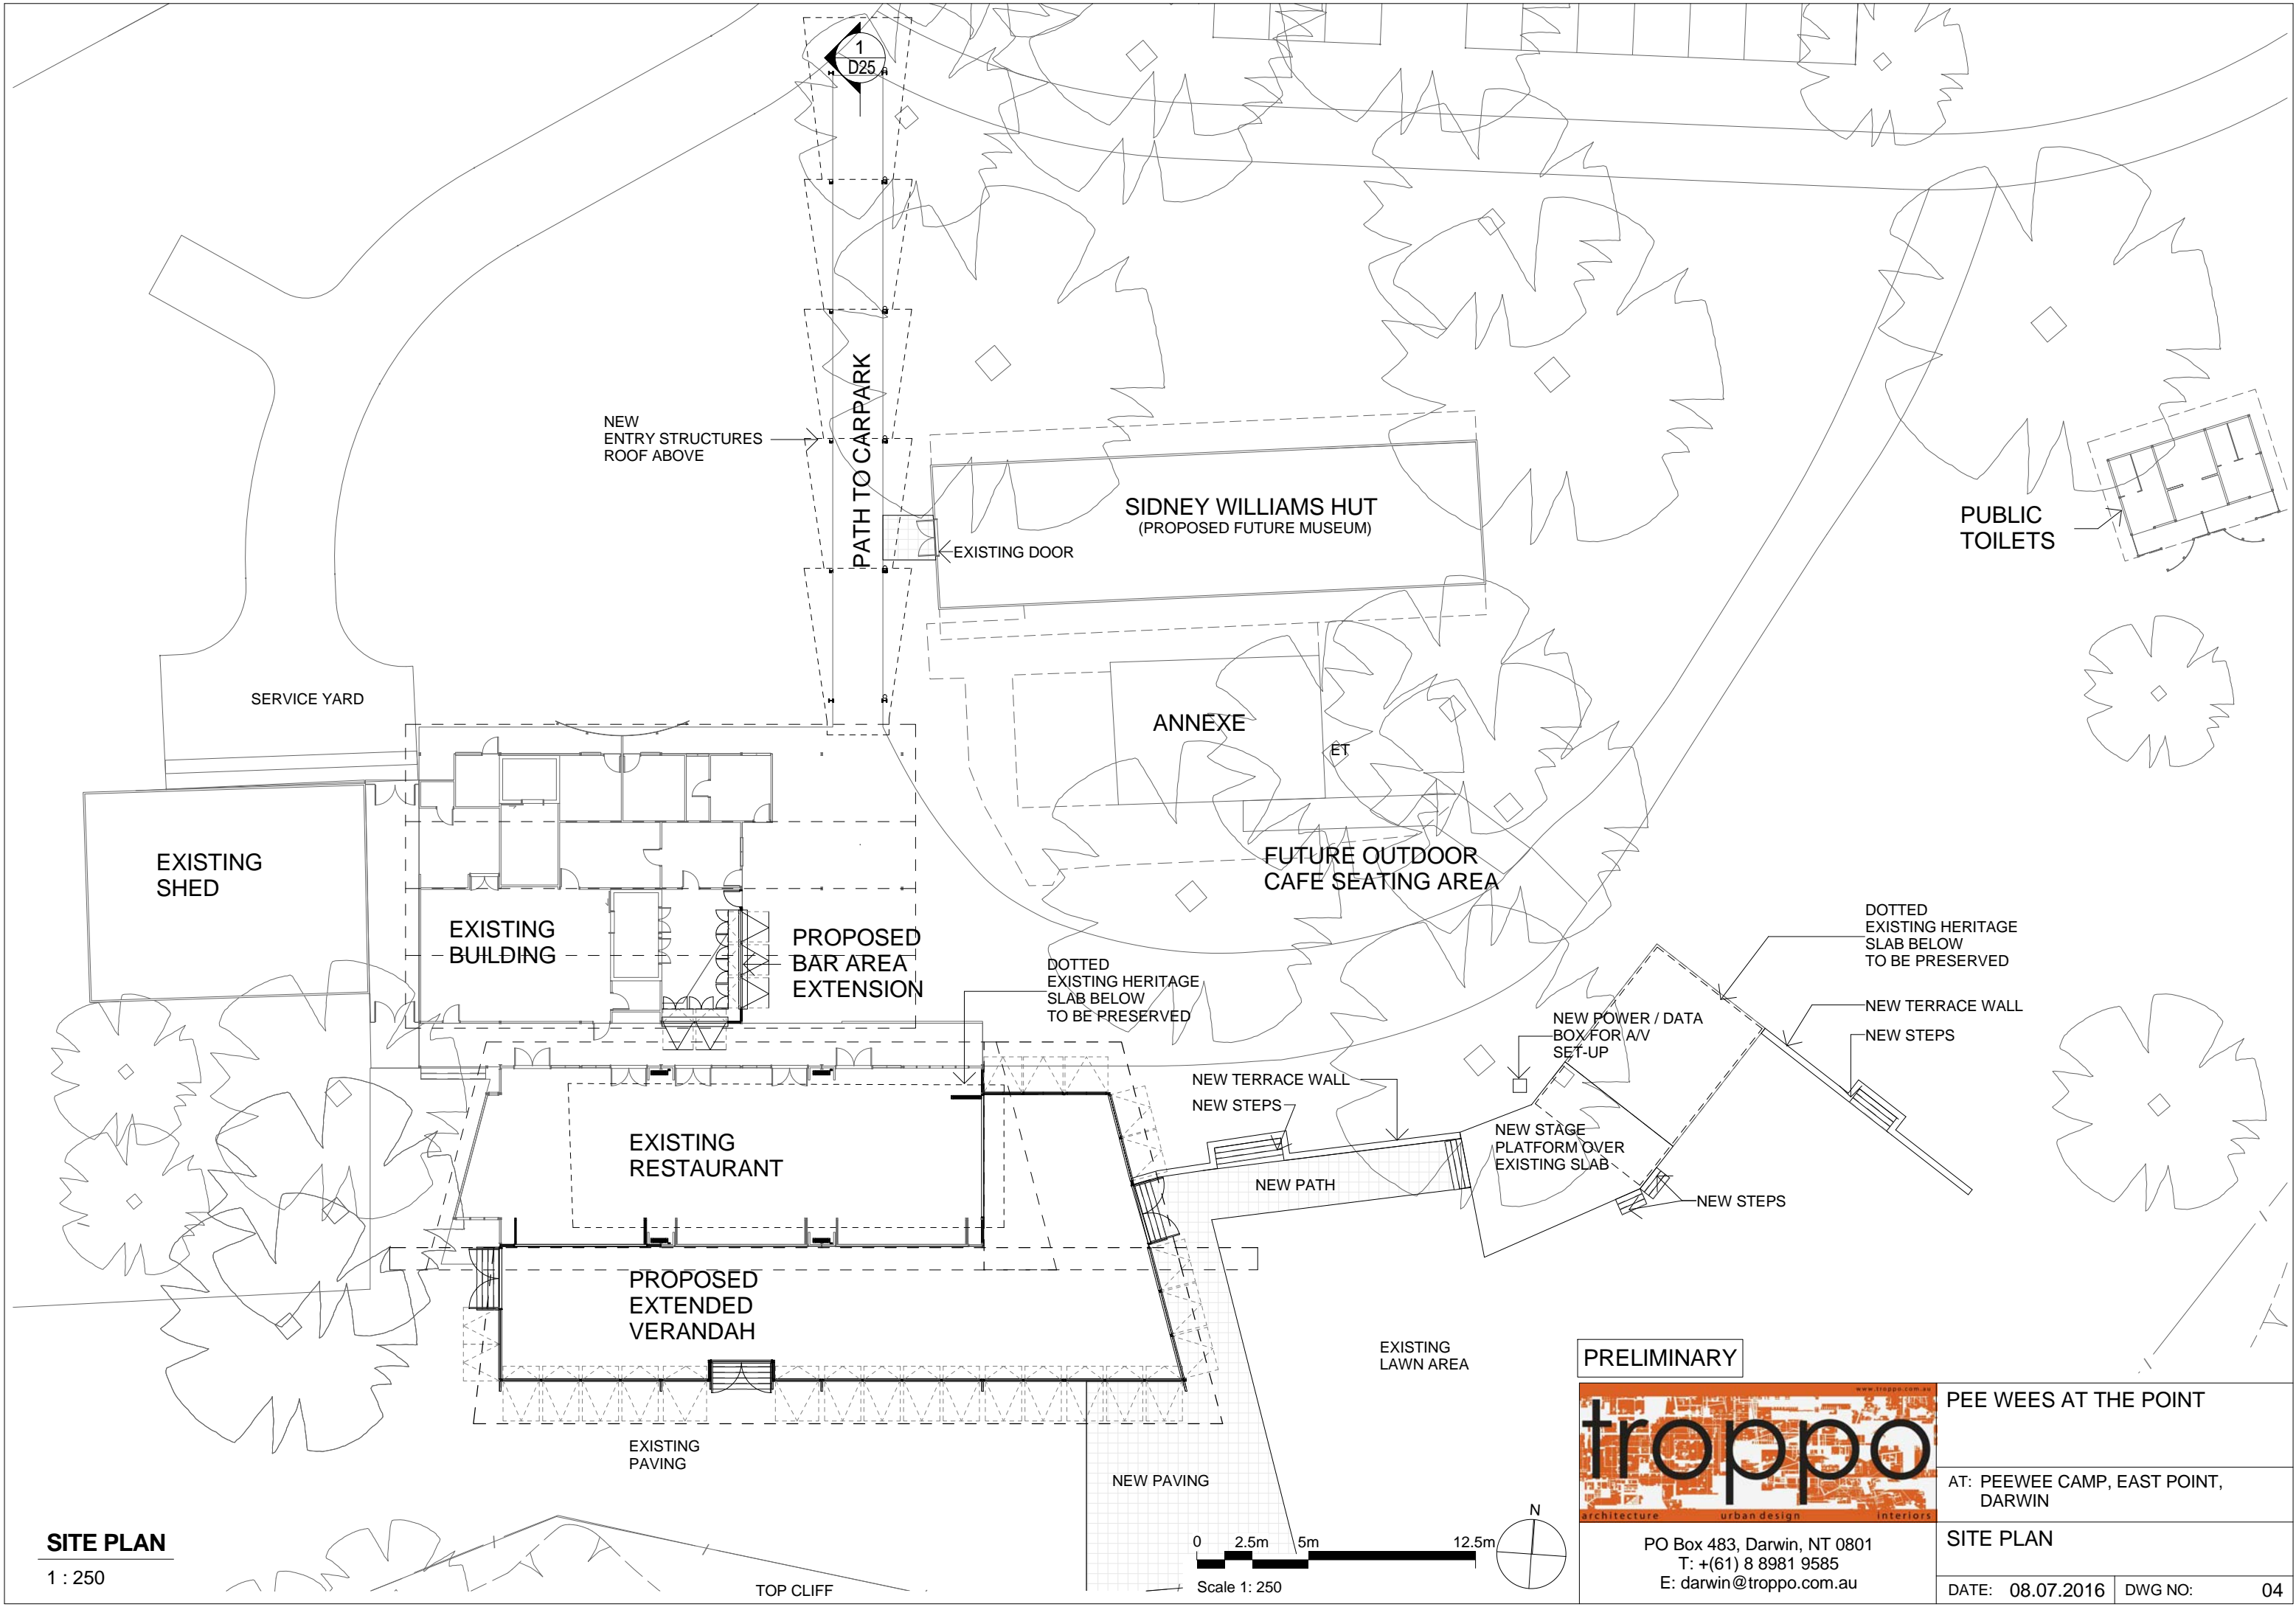 1
D25
NEW
ENTRY STRUCTURES
ROOF ABOVE
PATH TO CARPARK
SIDNEY WILLIAMS HUT
(PROPOSED FUTURE MUSEUM)
EXISTING DOOR
PUBLIC
TOILETS
SERVICE YARD
ANNEXE
ET
EXISTING
SHED
FUTURE OUTDOOR
CAFE SEATING AREA
EXISTING
BUILDING
PROPOSED
BAR AREA
EXTENSION
DOTTED
EXISTING HERITAGE
SLAB BELOW
TO BE PRESERVED
DOTTED
EXISTING HERITAGE
SLAB BELOW
TO BE PRESERVED
NEW TERRACE WALL
NEW STEPS
NEW POWER / DATA
BOX FOR A/V
SET-UP
NEW TERRACE WALL
NEW STEPS
EXISTING
RESTAURANT
NEW STAGE
PLATFORM OVER
EXISTING SLAB
NEW PATH
NEW STEPS
PROPOSED
EXTENDED
VERANDAH
EXISTING
LAWN AREA
EXISTING
PAVING
NEW PAVING
TOP CLIFF
SITE PLAN
1 : 250
0 2.5m 5m 12.5m
Scale 1: 250
N
PRELIMINARY
www.troppo.com.au
troppo
architecture urban design interiors
PO Box 483, Darwin, NT 0801
T: +(61) 8 8981 9585
E: darwin@troppo.com.au
PEE WEES AT THE POINT
AT: PEEWEE CAMP, EAST POINT,
DARWIN
SITE PLAN
DATE: 08.07.2016 DWG NO: 04